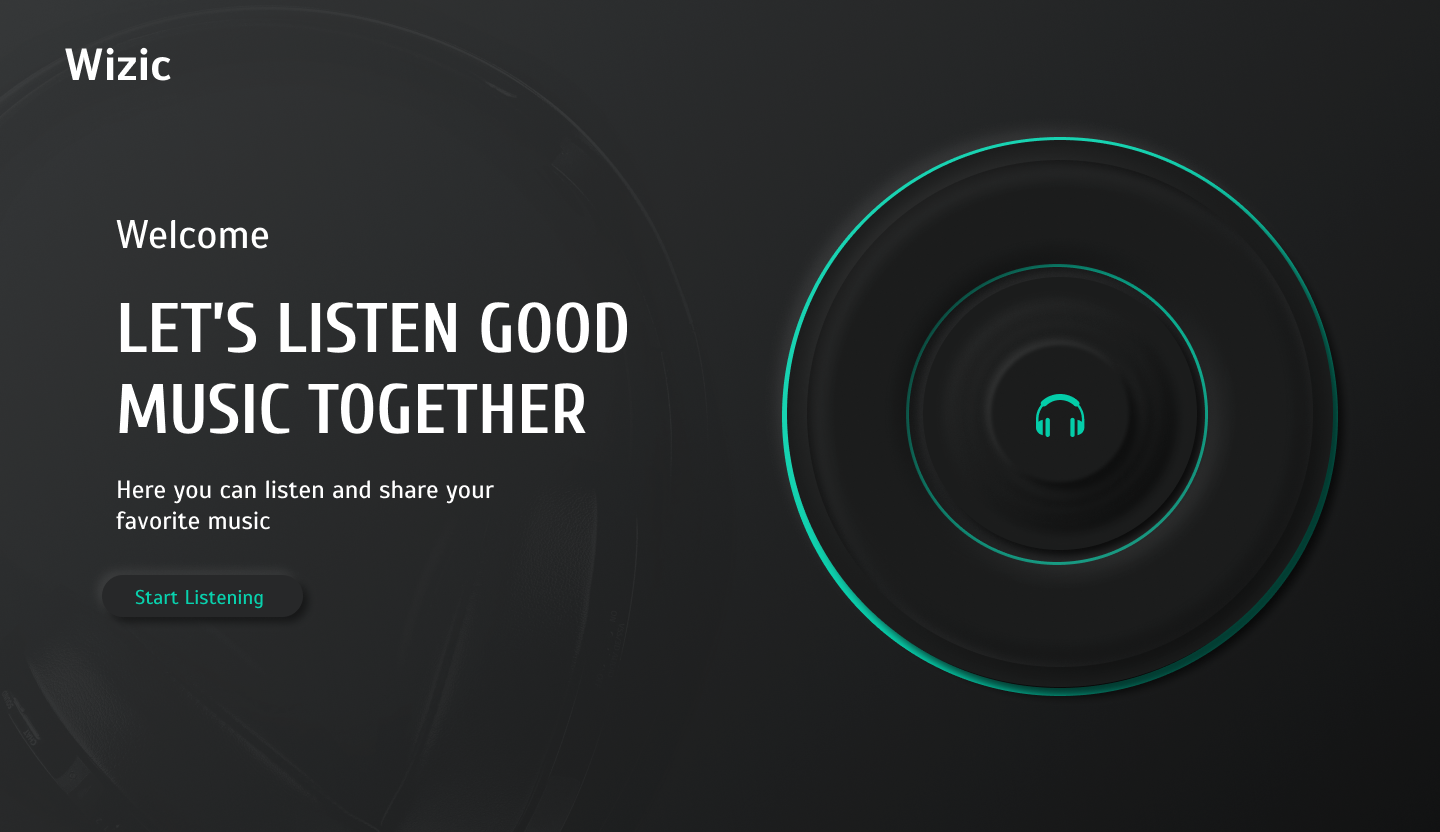 Wizic
Welcome
LET'S LISTEN GOOD
MUSIC TOGETHER
Here you can listen and share your
favorite music
Start Listening